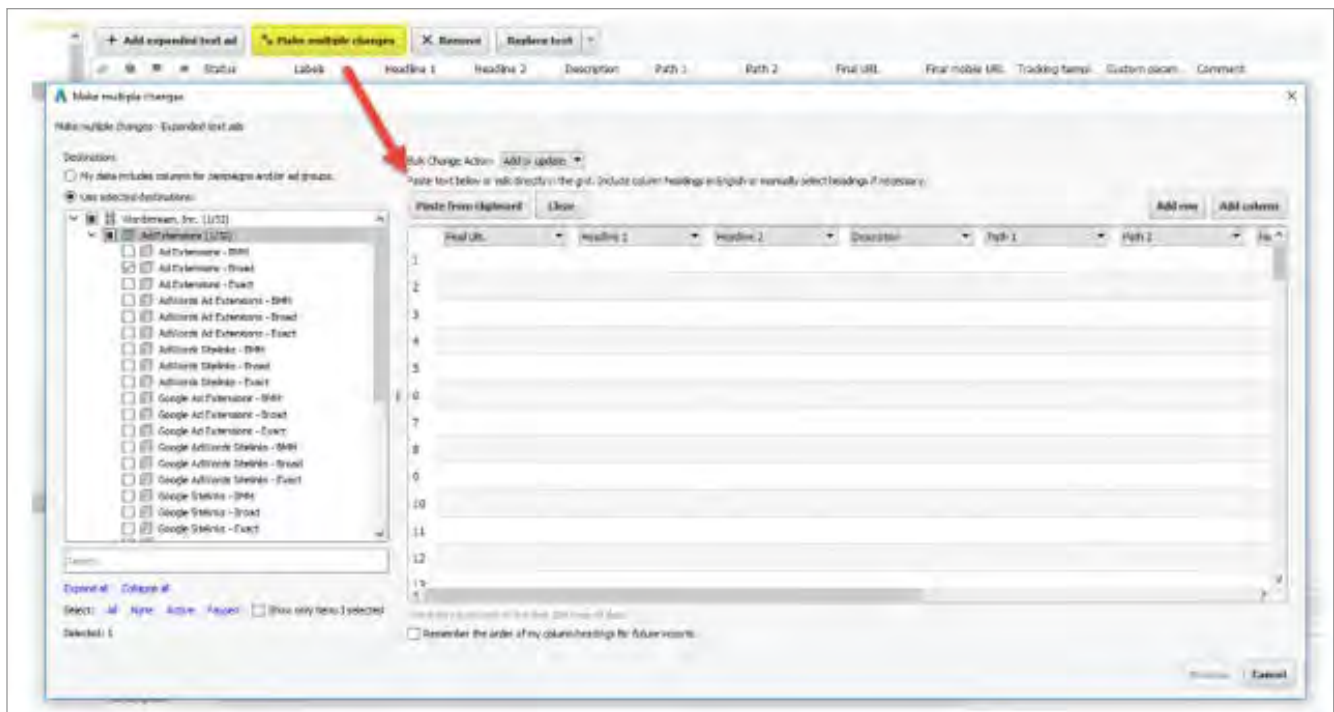 + Add expanded text ad Make multiple changes X Remove Replace text
Status Labels Headline 1 Headline 2 Description Path 1 Path 2 Final URL Final mobile URL Tracking templ... Custom param... Comment
Make multiple changes
Make multiple changes - Expanded text ads
Destination:
My data includes columns for campaigns and/or ad groups.
Use selected destinations:
Bulk Change Action: Add or update
Paste text below or edit directly in the grid. Include column headings in English or manually select headings if necessary.
Paste from clipboard Clear Add row Add column
Wordstream, Inc. (1/52)
Ad Extensions (1/52)
Ad Extensions - BMM
Ad Extensions - Broad
Ad Extensions - Exact
AdWords Ad Extensions - BMM
AdWords Ad Extensions - Broad
AdWords Ad Extensions - Exact
AdWords Sitelinks - BMM
AdWords Sitelinks - Broad
AdWords Sitelinks - Exact
Google Ad Extensions - BMM
Google Ad Extensions - Broad
Google Ad Extensions - Exact
Google AdWords Sitelinks - BMM
Google AdWords Sitelinks - Broad
Google AdWords Sitelinks - Exact
Google Sitelinks - BMM
Google Sitelinks - Broad
Google Sitelinks - Exact
Final URL Headline 1 Headline 2 Description Path 1 Path 2
1
2
3
4
5
6
7
8
9
10
11
12
13
Search
Expand all Collapse all
Select: All None Active Paused Show only items I selected
Selected: 1
Remember the order of my column headings for future imports.
Cancel